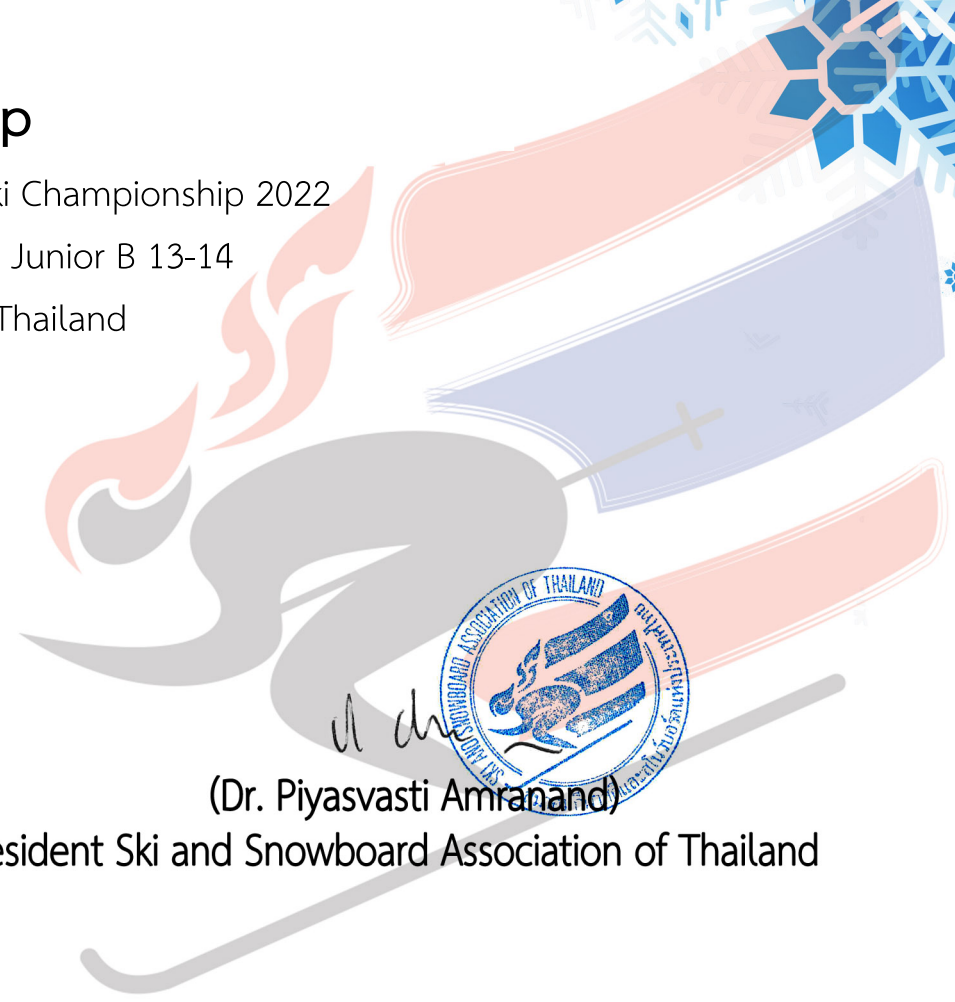 p
ki Championship 2022
Junior B 13-14
Thailand
SKI AND SNOWBOARD ASSOCIATION OF THAILAND
(Dr. Piyasvasti Amranand)
esident Ski and Snowboard Association of Thailand